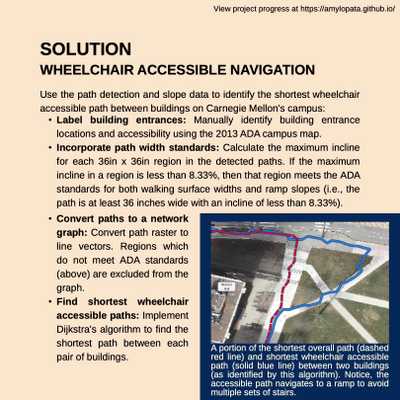 View project progress at https://amylopata.github.io/
SOLUTION
WHEELCHAIR ACCESSIBLE NAVIGATION
Use the path detection and slope data to identify the shortest wheelchair
accessible path between buildings on Carnegie Mellon's campus:
• Label building entrances: Manually identify building entrance
locations and accessibility using the 2013 ADA campus map.
• Incorporate path width standards: Calculate the maximum incline
for each 36in x 36in region in the detected paths. If the maximum
incline in a region is less than 8.33%, then that region meets the ADA
standards for both walking surface widths and ramp slopes (i.e., the
path is at least 36 inches wide with an incline of less than 8.33%).
• Convert paths to a network
graph: Convert path raster to
line vectors. Regions which
do not meet ADA standards
(above) are excluded from the
graph.
• Find shortest wheelchair
accessible paths: Implement
Dijkstra's algorithm to find the
shortest path between each
pair of buildings.
A portion of the shortest overall path (dashed
red line) and shortest wheelchair accessible
path (solid blue line) between two buildings
(as identified by this algorithm). Notice, the
accessible path navigates to a ramp to avoid
multiple sets of stairs.